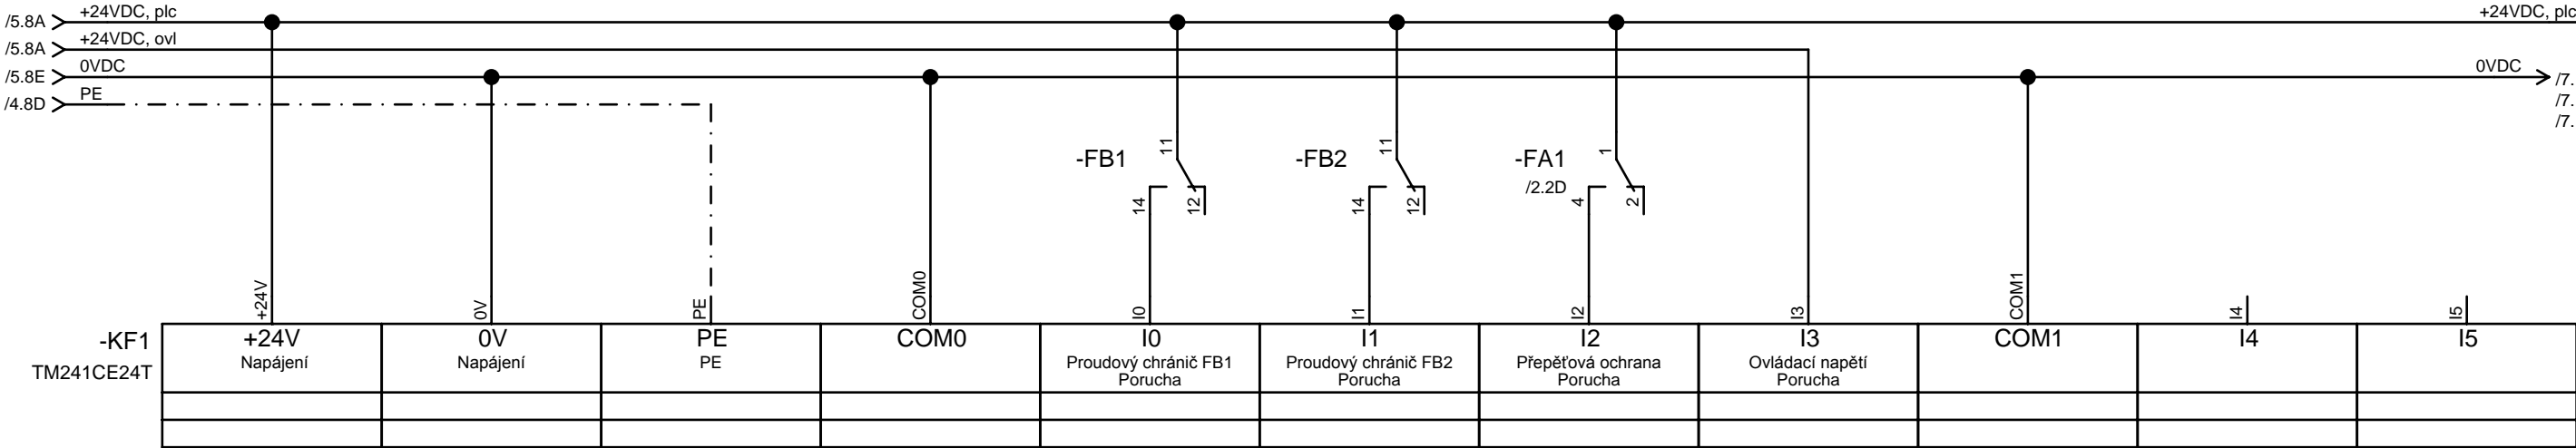 /5.8A +24VDC, plc +24VDC, plc
/5.8A +24VDC, ovl
/5.8E 0VDC 0VDC /7.
/4.8D PE /7.
/7.
-FB1 11 -FB2 11 -FA1 1
/2.2D
14 12 14 12 4 2
+24V 0V PE COM0 I0 I1 I2 I3 COM1 I4 I5
-KF1 +24V 0V PE COM0 I0 I1 I2 I3 COM1 I4 I5
TM241CE24T Napájení Napájení PE Proudový chránič FB1 Proudový chránič FB2 Přepěťová ochrana Ovládací napětí
Porucha Porucha Porucha Porucha